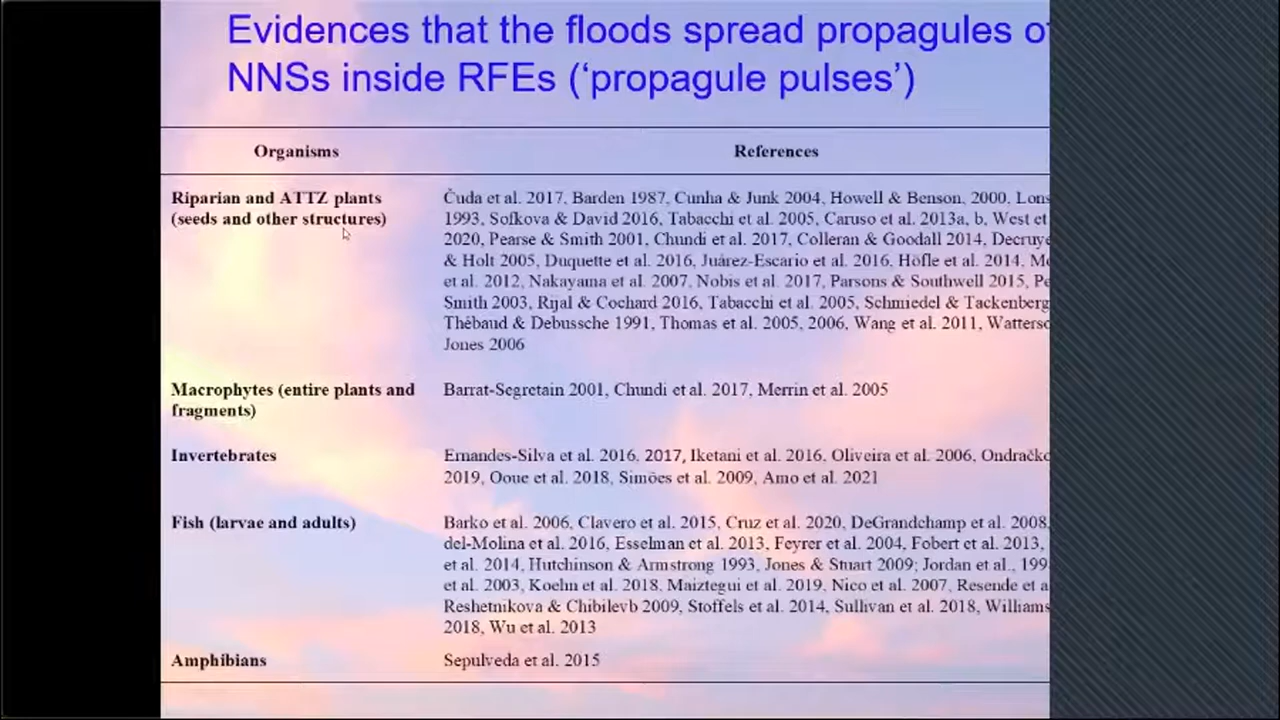 Evidences that the floods spread propagules of
NNSs inside RFEs (‘propagule pulses’)
Organisms
References
Riparian and ATTZ plants
(seeds and other structures)
Čuda et al. 2017, Barden 1987, Cunha & Junk 2004, Howell & Benson, 2000, Lons
1993, Sofkova & David 2016, Tabacchi et al. 2005, Caruso et al. 2013a, b, West et
2020, Pearse & Smith 2001, Chundi et al. 2017, Colleran & Goodall 2014, Decruye
& Holt 2005, Duquette et al. 2016, Juárez-Escario et al. 2016, Höfle et al. 2014,
et al. 2012, Nakayama et al. 2007, Nobis et al. 2017, Parsons & Southwell 2015,
Smith 2003, Rijal & Cochard 2016, Tabacchi et al. 2005, Schmiedel & Tackenberg
Thébaud & Debussche 1991, Thomas et al. 2005, 2006, Wang et al. 2011,
Jones 2006
Macrophytes (entire plants and
fragments)
Barrat-Segretain 2001, Chundi et al. 2017, Merrin et al. 2005
Invertebrates
Ernandes-Silva et al. 2016, 2017, Iketani et al. 2016, Oliveira et al. 2006,
2019, Ooue et al. 2018, Simões et al. 2009, Amo et al. 2021
Fish (larvae and adults)
Barko et al. 2006, Clavero et al. 2015, Cruz et al. 2020, DeGrandchamp et al. 2008,
del-Molina et al. 2016, Esselman et al. 2013, Feyrer et al. 2004, Fobert et al. 2013,
et al. 2014, Hutchinson & Armstrong 1993, Jones & Stuart 2009; Jordan et al., 199
et al. 2003, Koehn et al. 2018, Maiztegui et al. 2019, Nico et al. 2007, Resende et a
Reshetnikova & Chibilevb 2009, Stoffels et al. 2014, Sullivan et al. 2018, Williams
2018, Wu et al. 2013
Amphibians
Sepulveda et al. 2015